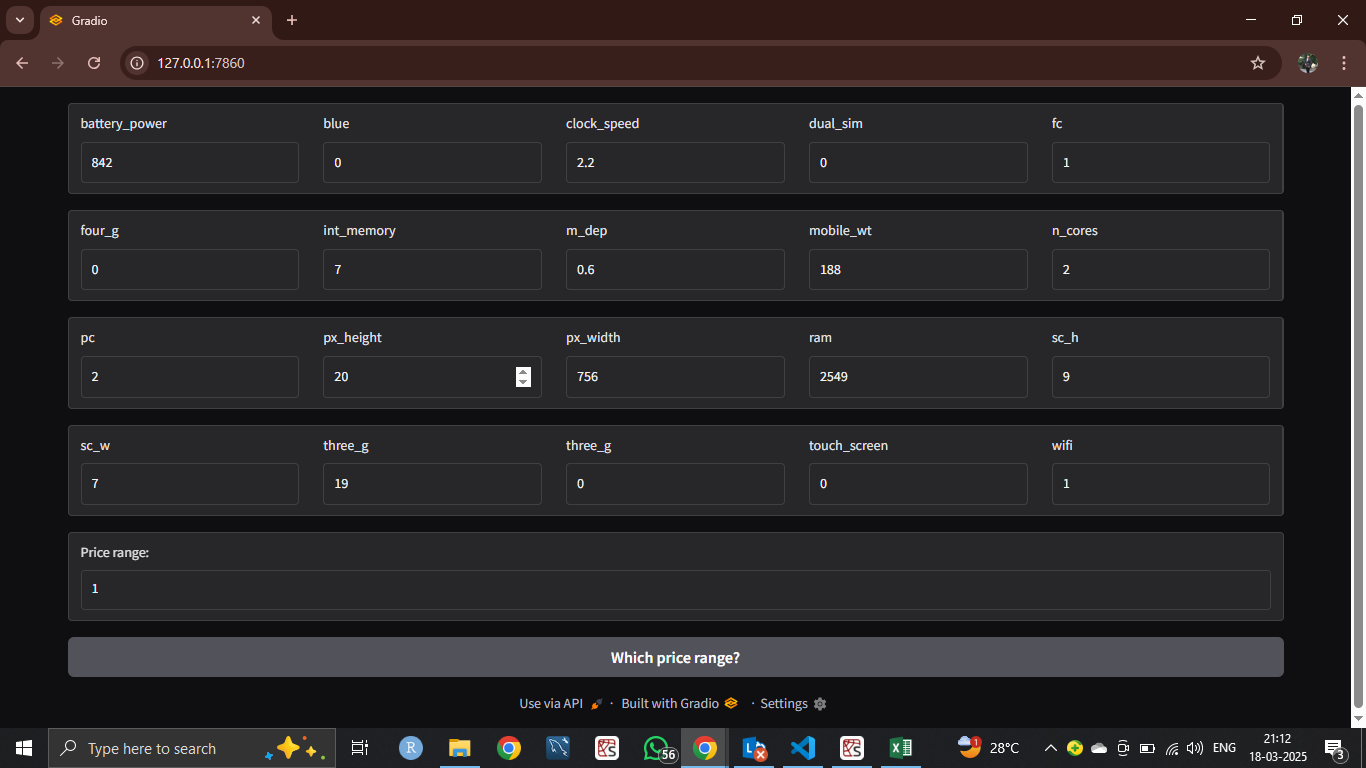 Gradio
127.0.0.1:7860
battery_power blue clock_speed dual_sim fc
842 0 2.2 0 1
four_g int_memory m_dep mobile_wt n_cores
0 7 0.6 188 2
pc px_height px_width ram sc_h
2 20 756 2549 9
sc_w three_g three_g touch_screen wifi
7 19 0 0 1
Price range:
1
Which price range?
Use via API · Built with Gradio · Settings
Type here to search R 56 28°C 1 ENG 21:12
18-03-2025 3